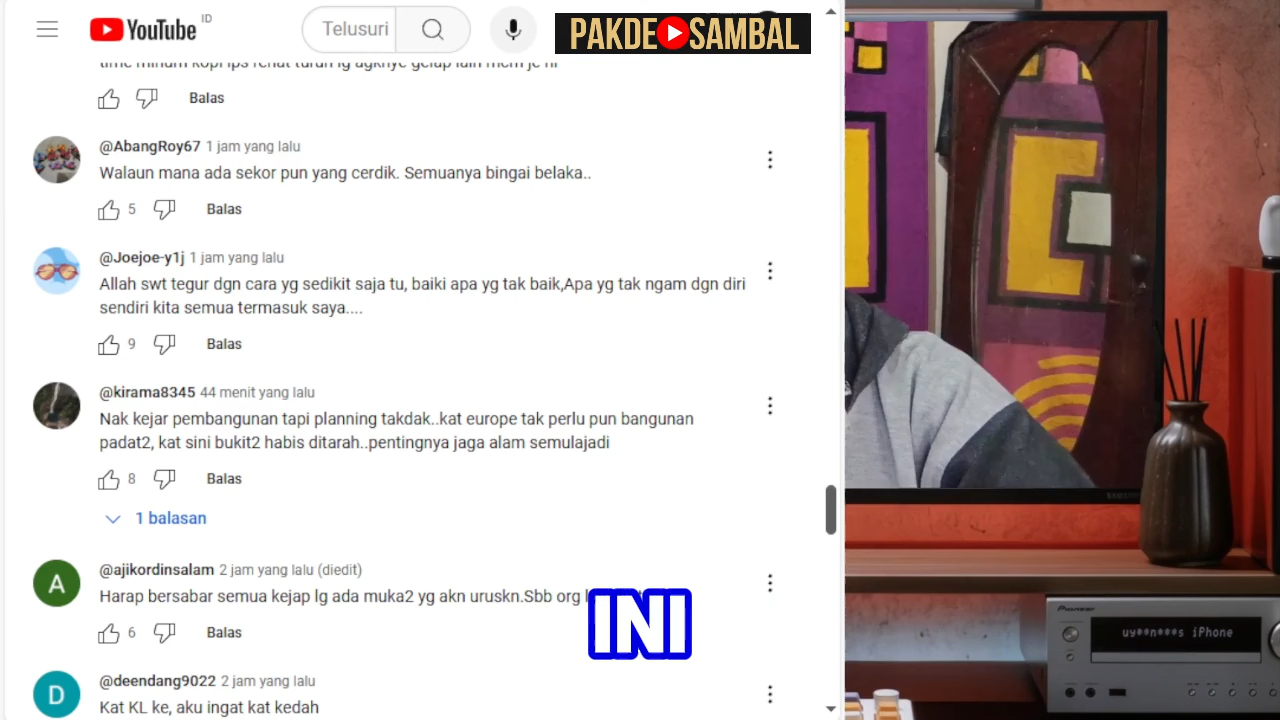 YouTube ID
Telusuri
PAKDE SAMBAL
Balas
@AbangRoy67 1 jam yang lalu
Walaun mana ada sekor pun yang cerdik. Semuanya bingai belaka..
5 Balas
@Joejoe-y1j 1 jam yang lalu
Allah swt tegur dgn cara yg sedikit saja tu, baiki apa yg tak baik,Apa yg tak ngam dgn diri
sendiri kita semua termasuk saya....
9 Balas
@kirama8345 44 menit yang lalu
Nak kejar pembangunan tapi planning takdak..kat europe tak perlu pun bangunan
padat2, kat sini bukit2 habis ditarah..pentingnya jaga alam semulajadi
8 Balas
1 balasan
@ajikordinsalam 2 jam yang lalu (diedit)
Harap bersabar semua kejap lg ada muka2 yg akn uruskn.Sbb org
6 Balas
INI
D
@deendang9022 2 jam yang lalu
Kat KL ke, aku ingat kat kedah
A
SAMSUNG
Pioneer
uy**n***s iPhone